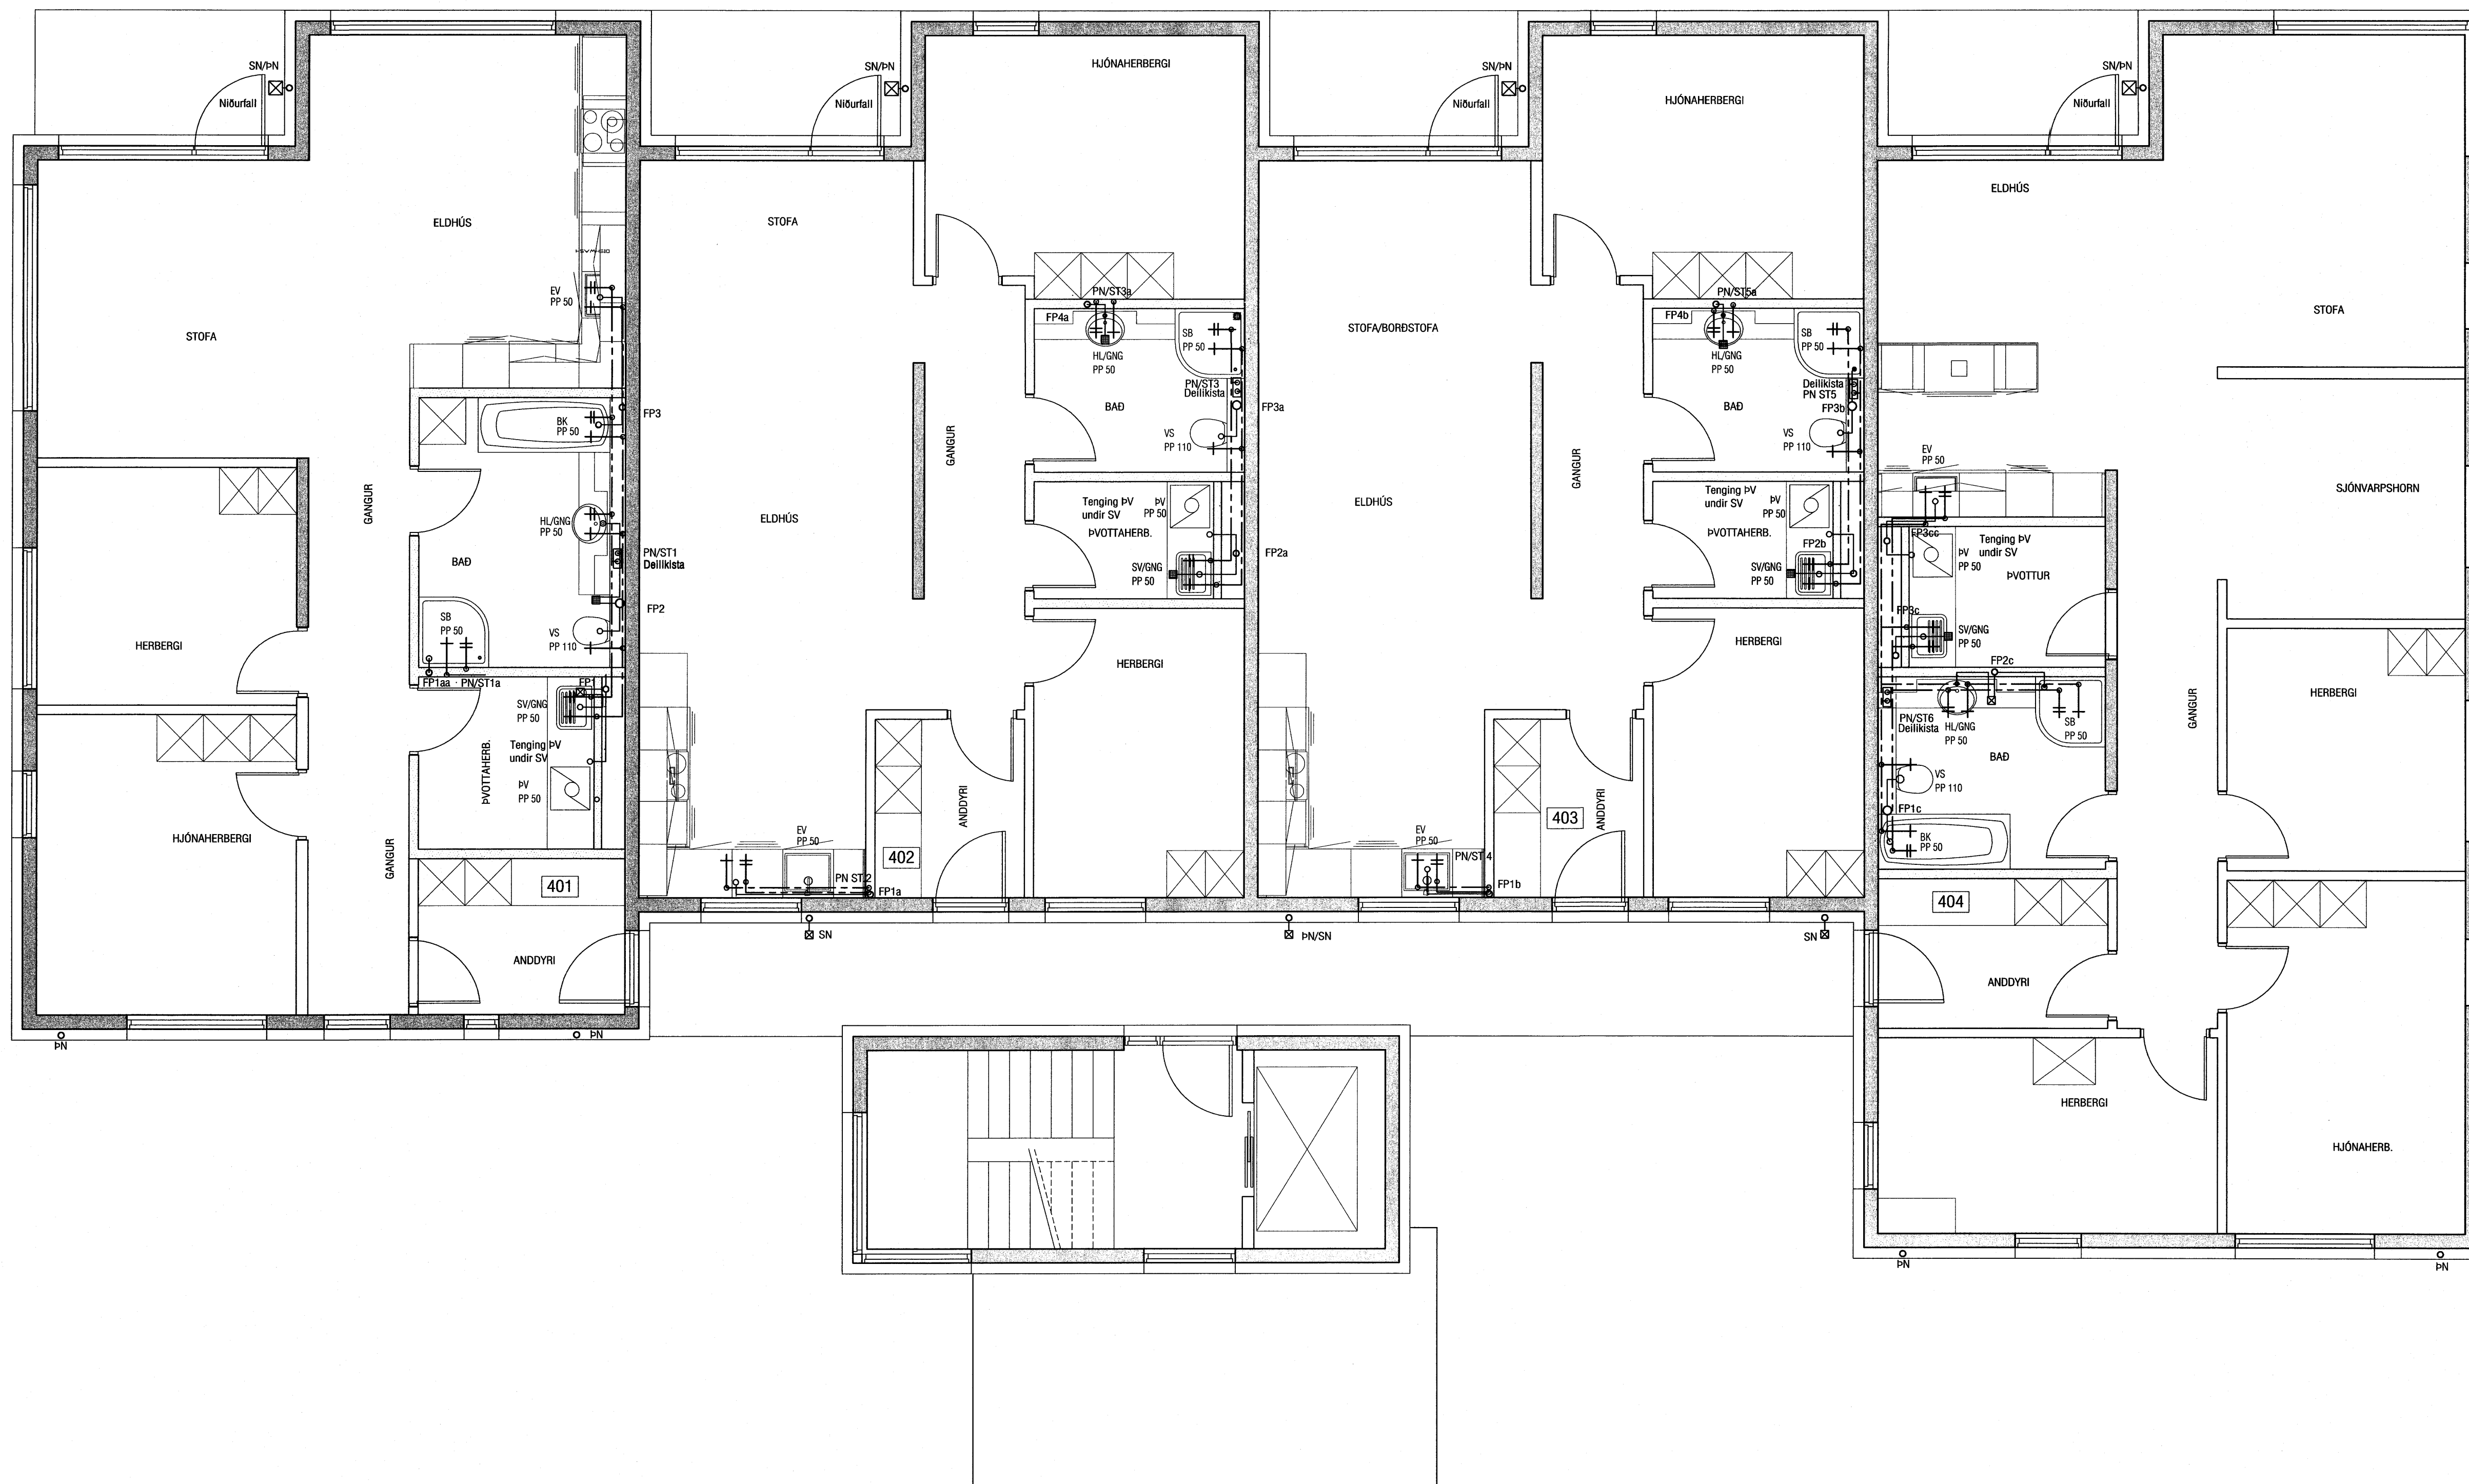 SN/ÞN
Niðurfall
ELDHÚS
STOFA
EV
PP 50
FP3
BK
PP 50
GANGUR
HL/GNG
PP 50
BAÐ
PN/ST1
Deilikista
FP2
SB
PP 50
VS
PP 110
HERBERGI
FP1aa · PN/ST1a
FP1
SV/GNG
PP 50
Tenging ÞV
undir SV
ÞVOTTAHERB.
ÞV
PP 50
HJÓNAHERBERGI
GANGUR
401
ANDDYRI
ÞN
ÞN
SN/ÞN
Niðurfall
HJÓNAHERBERGI
STOFA
PN/ST3a
FP4a
SB
PP 50
HL/GNG
PP 50
PN/ST3
Deilikista
BAÐ
FP3a
VS
PP 110
GANGUR
Tenging ÞV
undir SV
ÞV
PP 50
ÞVOTTAHERB.
ELDHÚS
FP2a
SV/GNG
PP 50
HERBERGI
EV
PP 50
PN ST 2
FP1a
402
ANDDYRI
SN
ÞN/SN
SN
SN/ÞN
Niðurfall
HJÓNAHERBERGI
STOFA/BORÐSTOFA
PN/ST5a
FP4b
SB
PP 50
HL/GNG
PP 50
Deilikista
PN ST5
FP3b
BAÐ
VS
PP 110
GANGUR
Tenging ÞV
undir SV
ÞV
PP 50
ÞVOTTAHERB.
FP2b
ELDHÚS
SV/GNG
PP 50
HERBERGI
EV
PP 50
PN/ST 4
FP1b
403
ANDDYRI
SN/ÞN
Niðurfall
ELDHÚS
STOFA
EV
PP 50
SJÓNVARPSHORN
FP3cc
Tenging ÞV
undir SV
ÞV
PP 50
ÞVOTTUR
FP3c
SV/GNG
PP 50
FP2c
PN/ST6
Deilikista
HL/GNG
PP 50
SB
PP 50
BAÐ
GANGUR
HERBERGI
VS
PP 110
FP1c
BK
PP 50
404
ANDDYRI
HERBERGI
HJÓNAHERB.
ÞN
ÞN